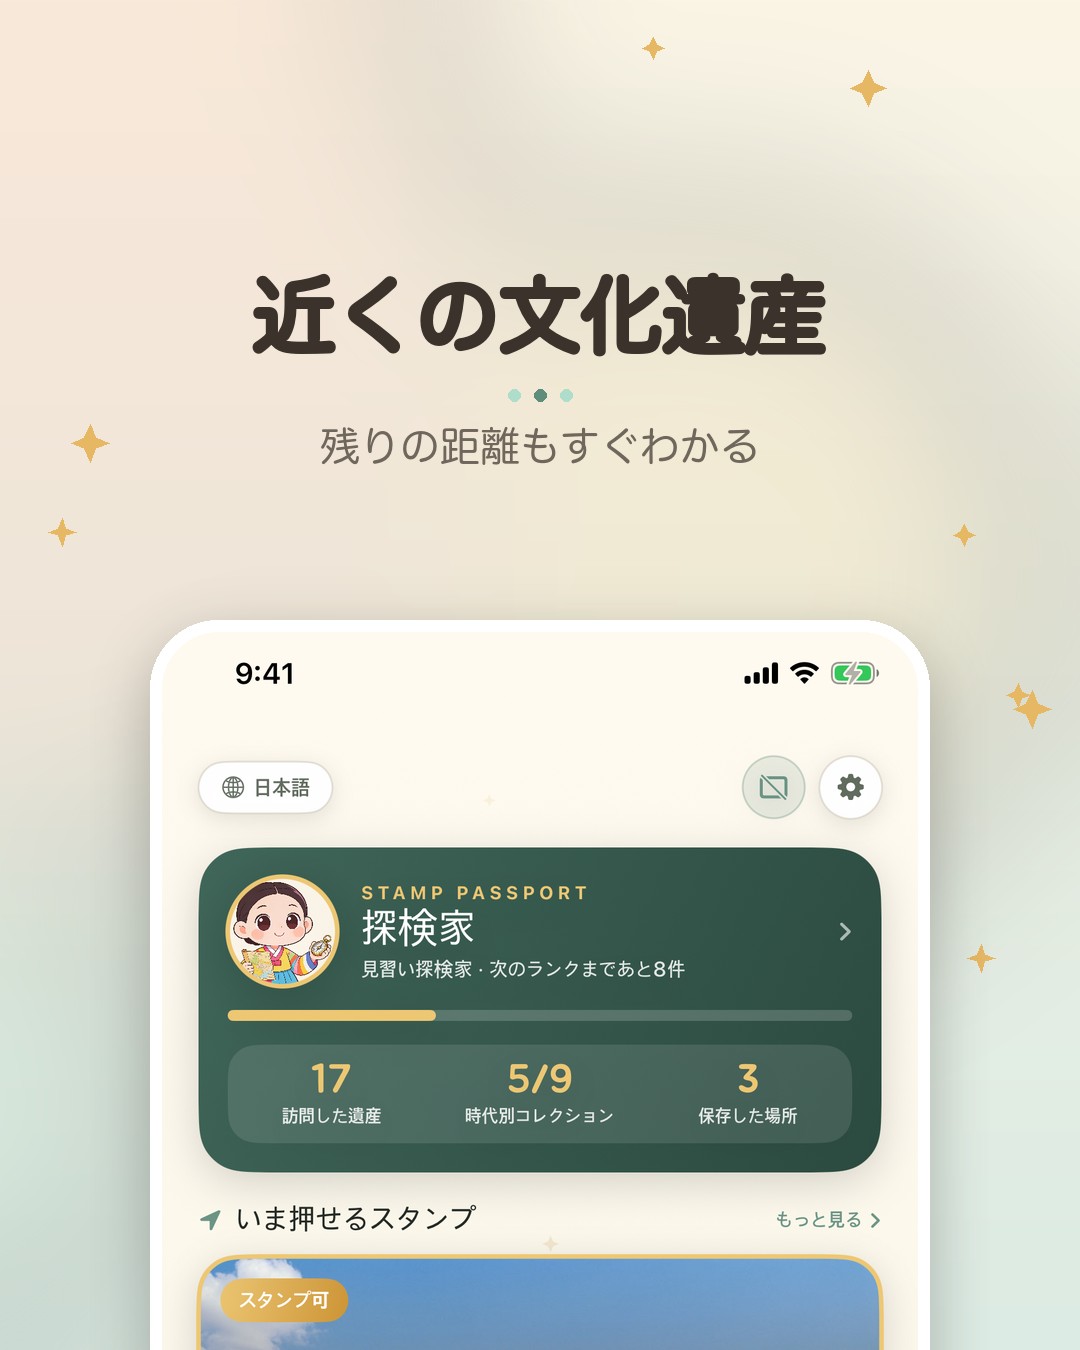 近くの文化遺産
残りの距離もすぐわかる
9:41
日本語
STAMP PASSPORT
探検家
見習い探検家・次のランクまであと8件
17
訪問した遺産
5/9
時代別コレクション
3
保存した場所
いま押せるスタンプ
もっと見る
スタンプ可